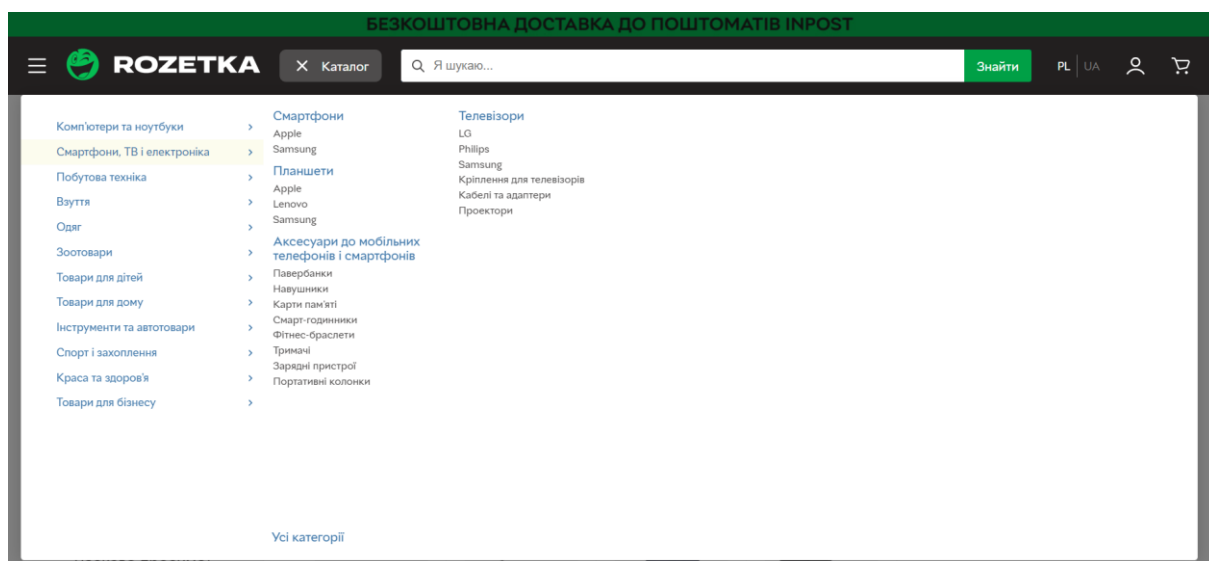 БЕЗКОШТОВНА ДОСТАВКА ДО ПОШТОМАТІВ INPOST
ROZETKA
Каталог
Я шукаю...
Знайти
PL | UA
Комп'ютери та ноутбуки
Смартфони, ТВ і електроніка
Побутова техніка
Взуття
Одяг
Зоотовари
Товари для дітей
Товари для дому
Інструменти та автотовари
Спорт і захоплення
Краса та здоров'я
Товари для бізнесу
Смартфони
Apple
Samsung
Планшети
Apple
Lenovo
Samsung
Аксесуари до мобільних
телефонів і смартфонів
Павербанки
Навушники
Карти пам'яті
Смарт-годинники
Фітнес-браслети
Тримачі
Зарядні пристрої
Портативні колонки
Телевізори
LG
Philips
Samsung
Кріплення для телевізорів
Кабелі та адаптери
Проектори
Усі категорії